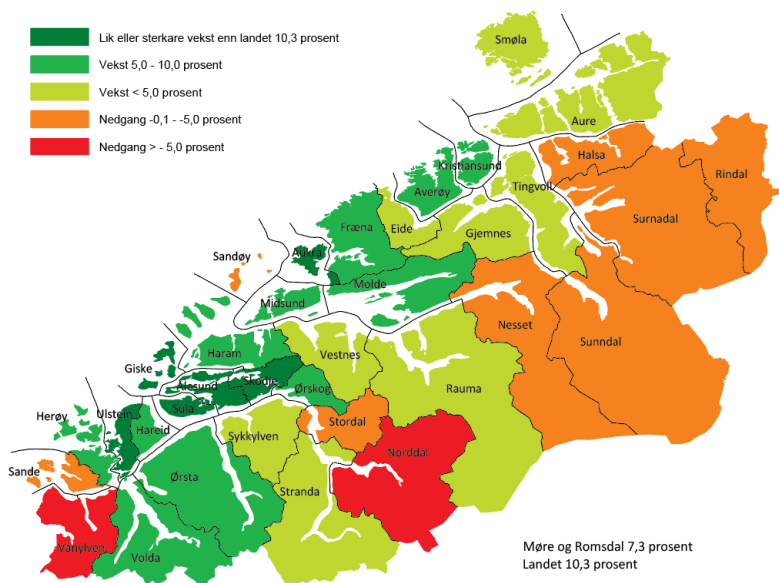 Lik eller sterkare vekst enn landet 10,3 prosent
Vekst 5,0 - 10,0 prosent
Vekst < 5,0 prosent
Nedgang -0,1 - -5,0 prosent
Nedgang > - 5,0 prosent
Smøla
Aure
Halsa
Rindal
Kristiansund
Tingvoll
Averøy
Surnadal
Fræna
Eide
Gjemnes
Sandøy
Aukra
Molde
Midsund
Nesset
Sunndal
Haram
Vestnes
Giske
Ålesund
Skodje
Rauma
Ørskog
Herøy
Ulstein
Sula
Hareid
Stordal
Sykkylven
Norddal
Sande
Ørsta
Stranda
Vanylven
Volda
Møre og Romsdal 7,3 prosent
Landet 10,3 prosent